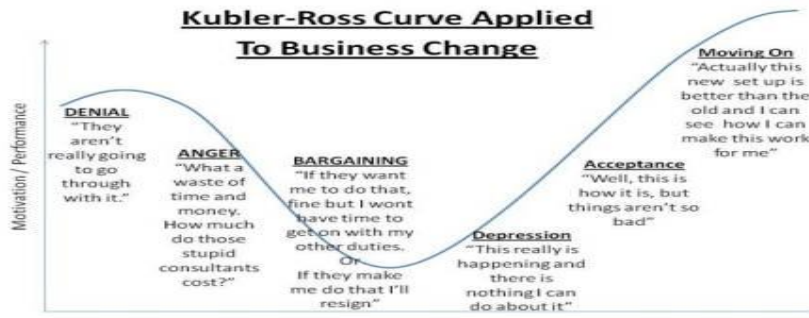 Kubler-Ross Curve Applied
To Business Change
Motivation / Performance
DENIAL
"They
aren't
really going
to go
through
with it."
ANGER
"What a
waste of
time and
money.
How much
do those
stupid
consultants
cost?"
BARGAINING
"If they want
me to do that,
fine but I wont
have time to
get on with my
other duties.
Or
If they make
me do that I'll
resign"
Depression
"This really is
happening and
there is
nothing I can
do about it"
Acceptance
"Well, this is
how it is, but
things aren't so
bad"
Moving On
"Actually this
new set up is
better than the
old and I can
see how I can
make this work
for me"